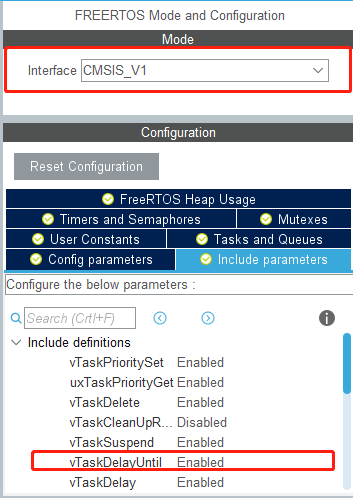 FREERTOS Mode and Configuration
Mode
Interface CMSIS_V1
Configuration
Reset Configuration
FreeRTOS Heap Usage
Timers and Semaphores Mutexes
User Constants Tasks and Queues
Config parameters Include parameters
Configure the below parameters :
Search (CrtI+F)
Include definitions
vTaskPrioritySet Enabled
uxTaskPriorityGet Enabled
vTaskDelete Enabled
vTaskCleanUpR... Disabled
vTaskSuspend Enabled
vTaskDelayUntil Enabled
vTaskDelay Enabled